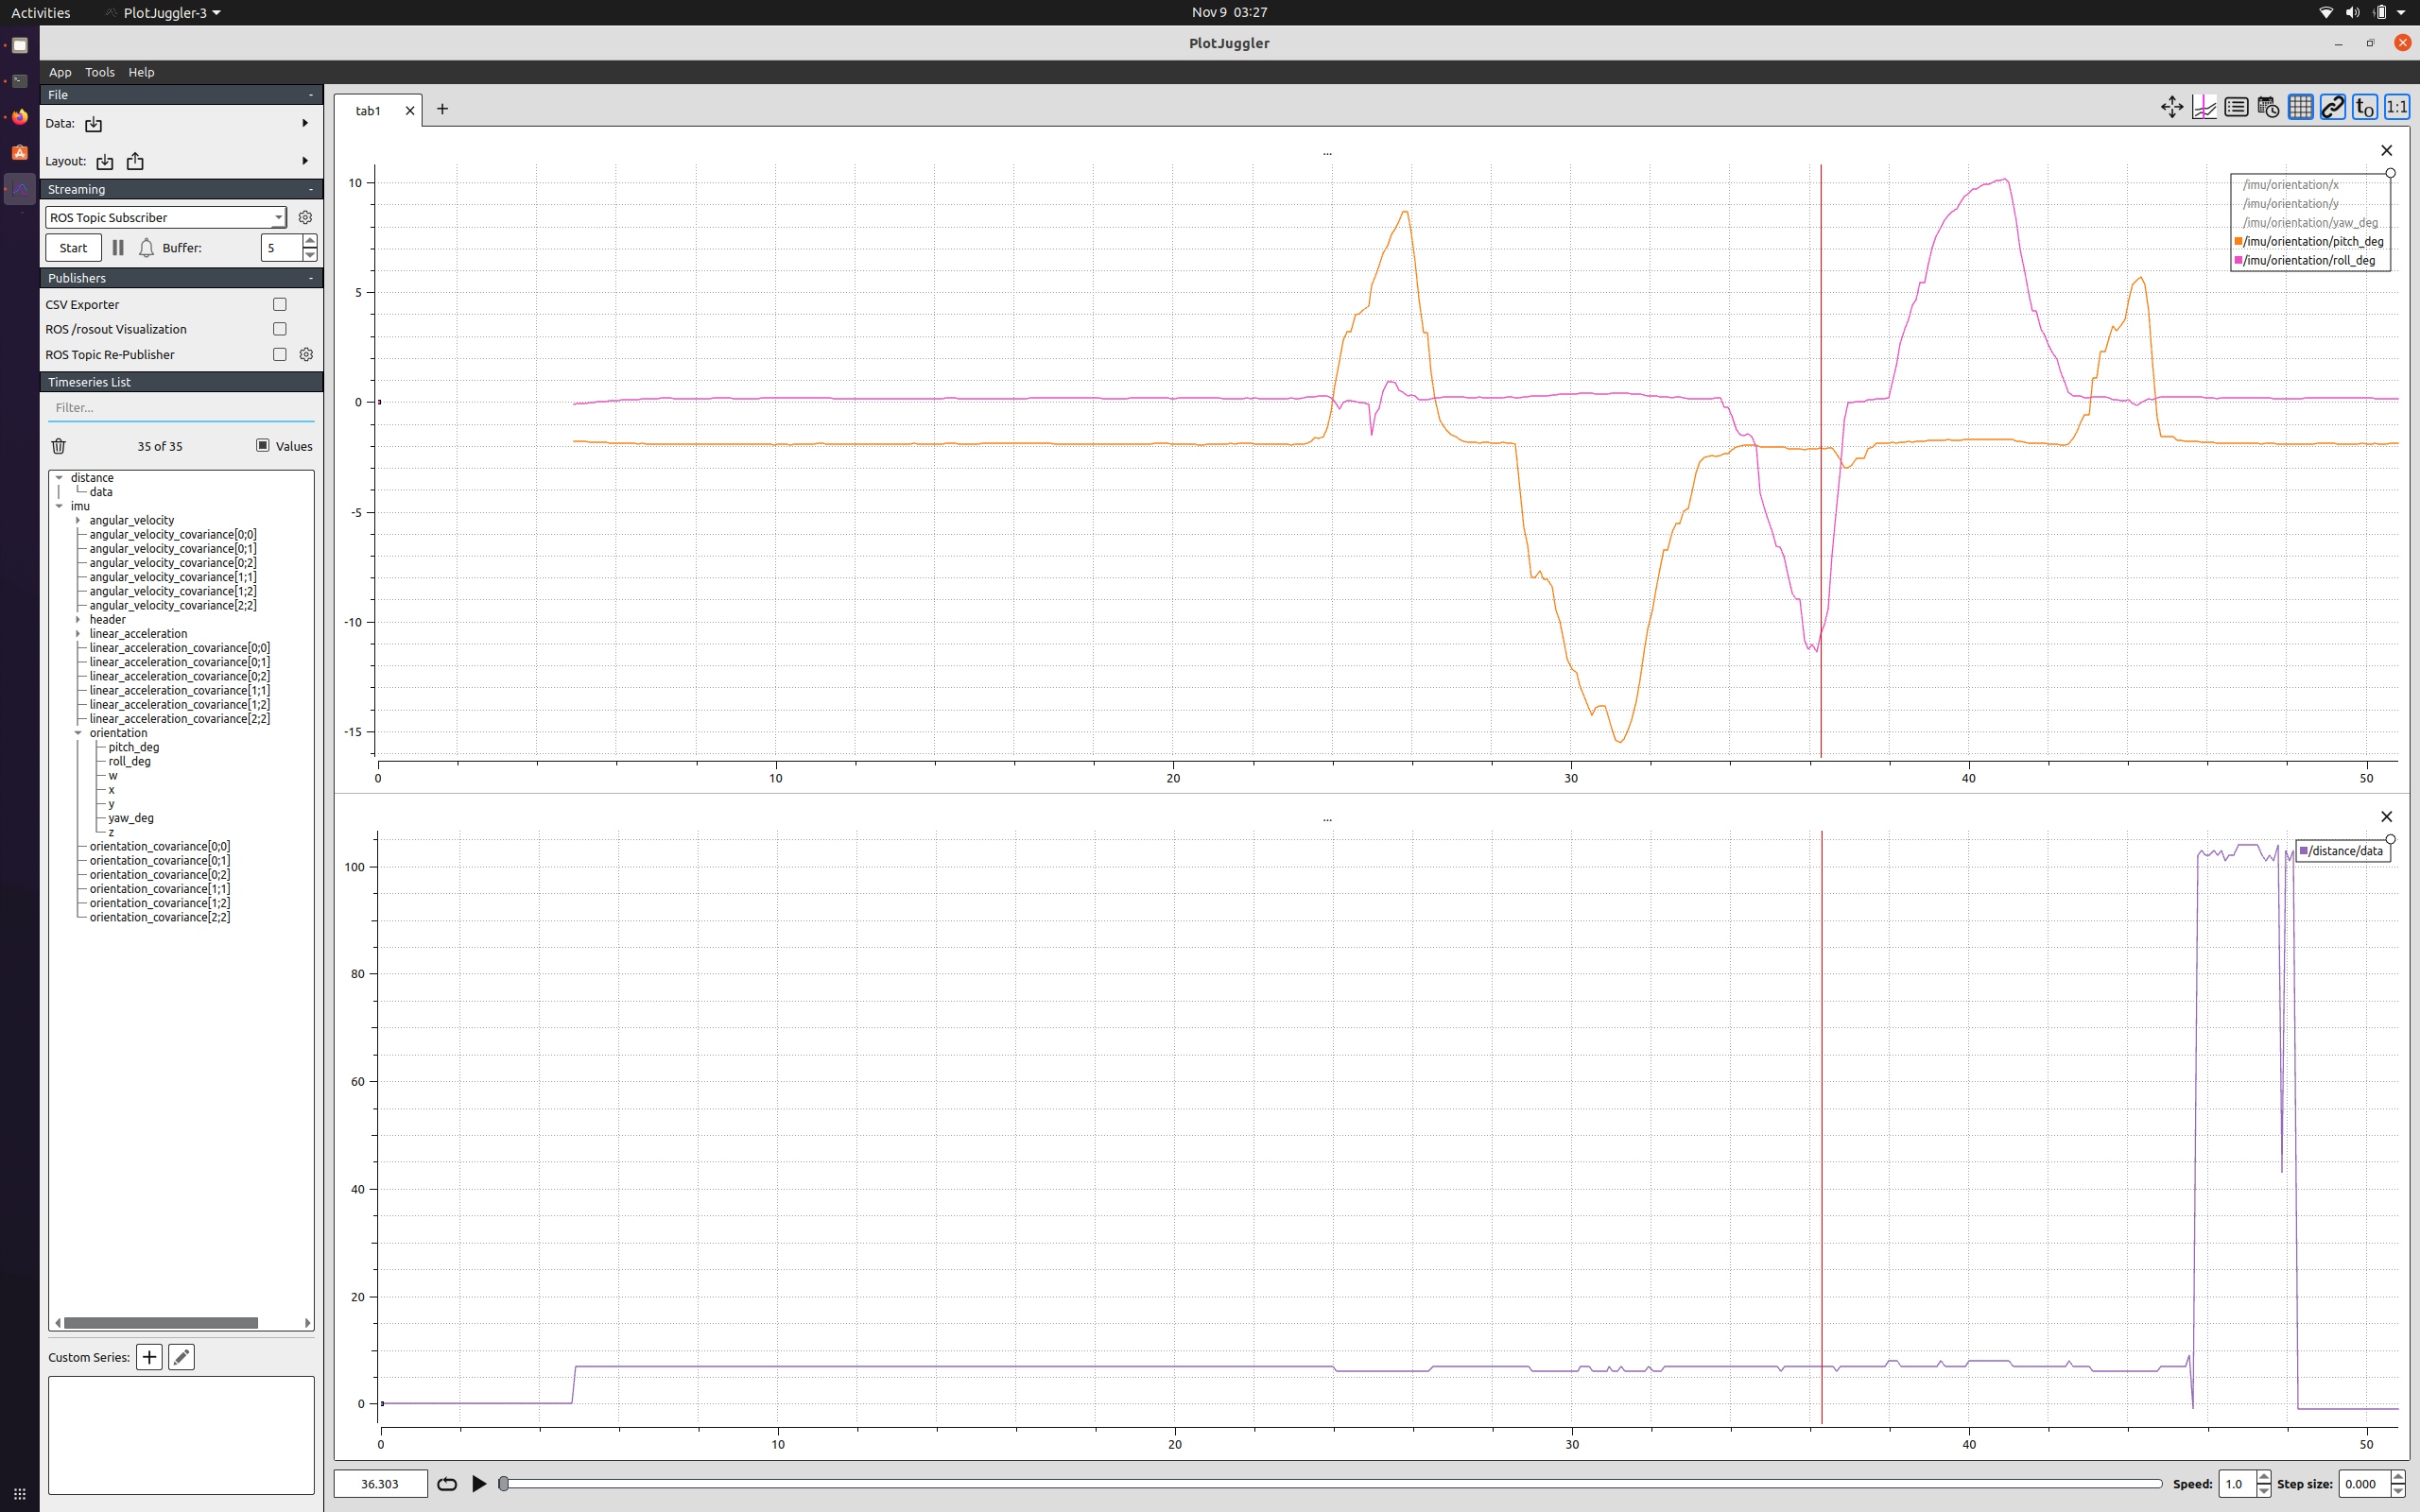 Activities
PlotJuggler-3
Nov 9 03:27
PlotJuggler
App Tools Help
File -
Data:
Layout:
Streaming -
ROS Topic Subscriber
Start Buffer: 5
Publishers -
CSV Exporter
ROS /rosout Visualization
ROS Topic Re-Publisher
Timeseries List
Filter...
35 of 35 Values
distance
data
imu
angular_velocity
angular_velocity_covariance[0;0]
angular_velocity_covariance[0;1]
angular_velocity_covariance[0;2]
angular_velocity_covariance[1;1]
angular_velocity_covariance[1;2]
angular_velocity_covariance[2;2]
header
linear_acceleration
linear_acceleration_covariance[0;0]
linear_acceleration_covariance[0;1]
linear_acceleration_covariance[0;2]
linear_acceleration_covariance[1;1]
linear_acceleration_covariance[1;2]
linear_acceleration_covariance[2;2]
orientation
pitch_deg
roll_deg
w
x
y
yaw_deg
z
orientation_covariance[0;0]
orientation_covariance[0;1]
orientation_covariance[0;2]
orientation_covariance[1;1]
orientation_covariance[1;2]
orientation_covariance[2;2]
Custom Series:
tab1
t0
1:1
...
/imu/orientation/x
/imu/orientation/y
/imu/orientation/yaw_deg
/imu/orientation/pitch_deg
/imu/orientation/roll_deg
10
5
0
-5
-10
-15
0 10 20 30 40 50
...
/distance/data
100
80
60
40
20
0
0 10 20 30 40 50
36.303
Speed: 1.0 Step size: 0.000